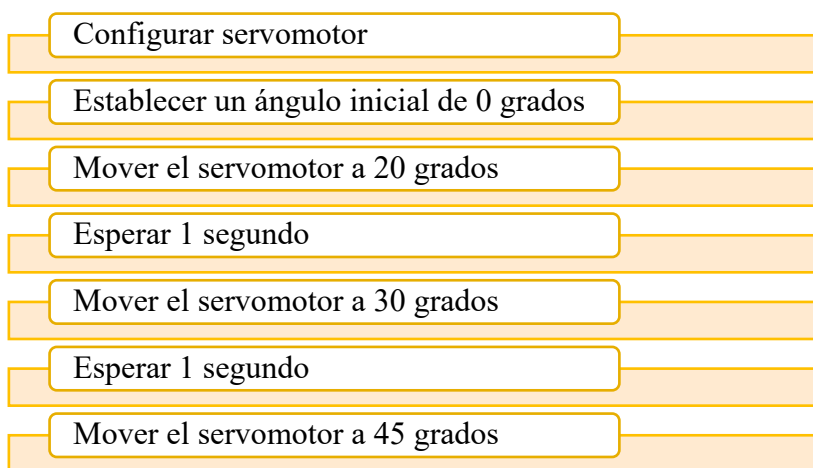 Configurar servomotor
Establecer un ángulo inicial de 0 grados
Mover el servomotor a 20 grados
Esperar 1 segundo
Mover el servomotor a 30 grados
Esperar 1 segundo
Mover el servomotor a 45 grados